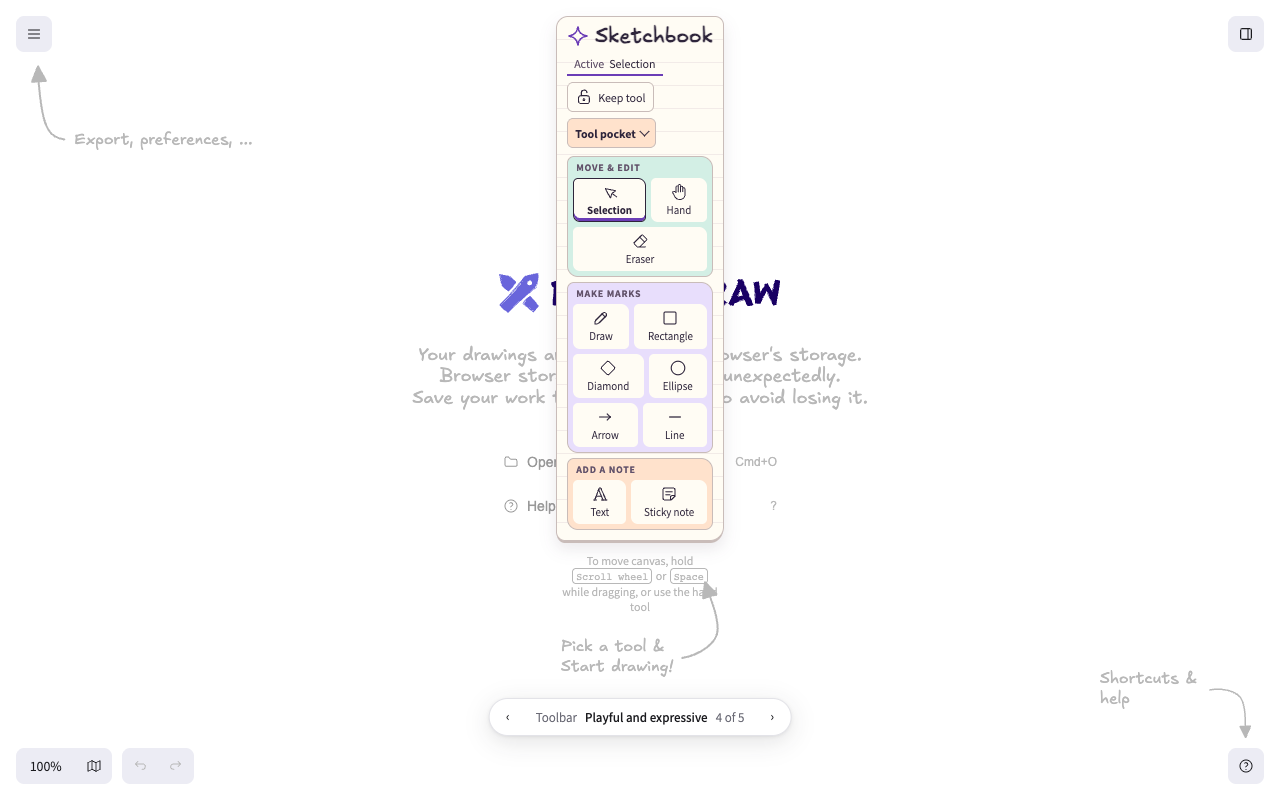 Sketchbook
Active Selection
Keep tool
Export, preferences, ...
Tool pocket
MOVE & EDIT
Selection
Hand
Eraser
MAKE MARKS
Draw
Rectangle
Your drawings
owser's storage.
Browser
unexpectedly.
Diamond
Ellipse
Save your work
avoid losing it.
Arrow
Line
Cmd+O
ADD A NOTE
Help
?
Text
Sticky note
To move canvas, hold
Scroll wheel or Space
while dragging, or use the hand
tool
Pick a tool &
Start drawing!
Shortcuts &
help
‹ Toolbar Playful and expressive 4 of 5 ›
100%